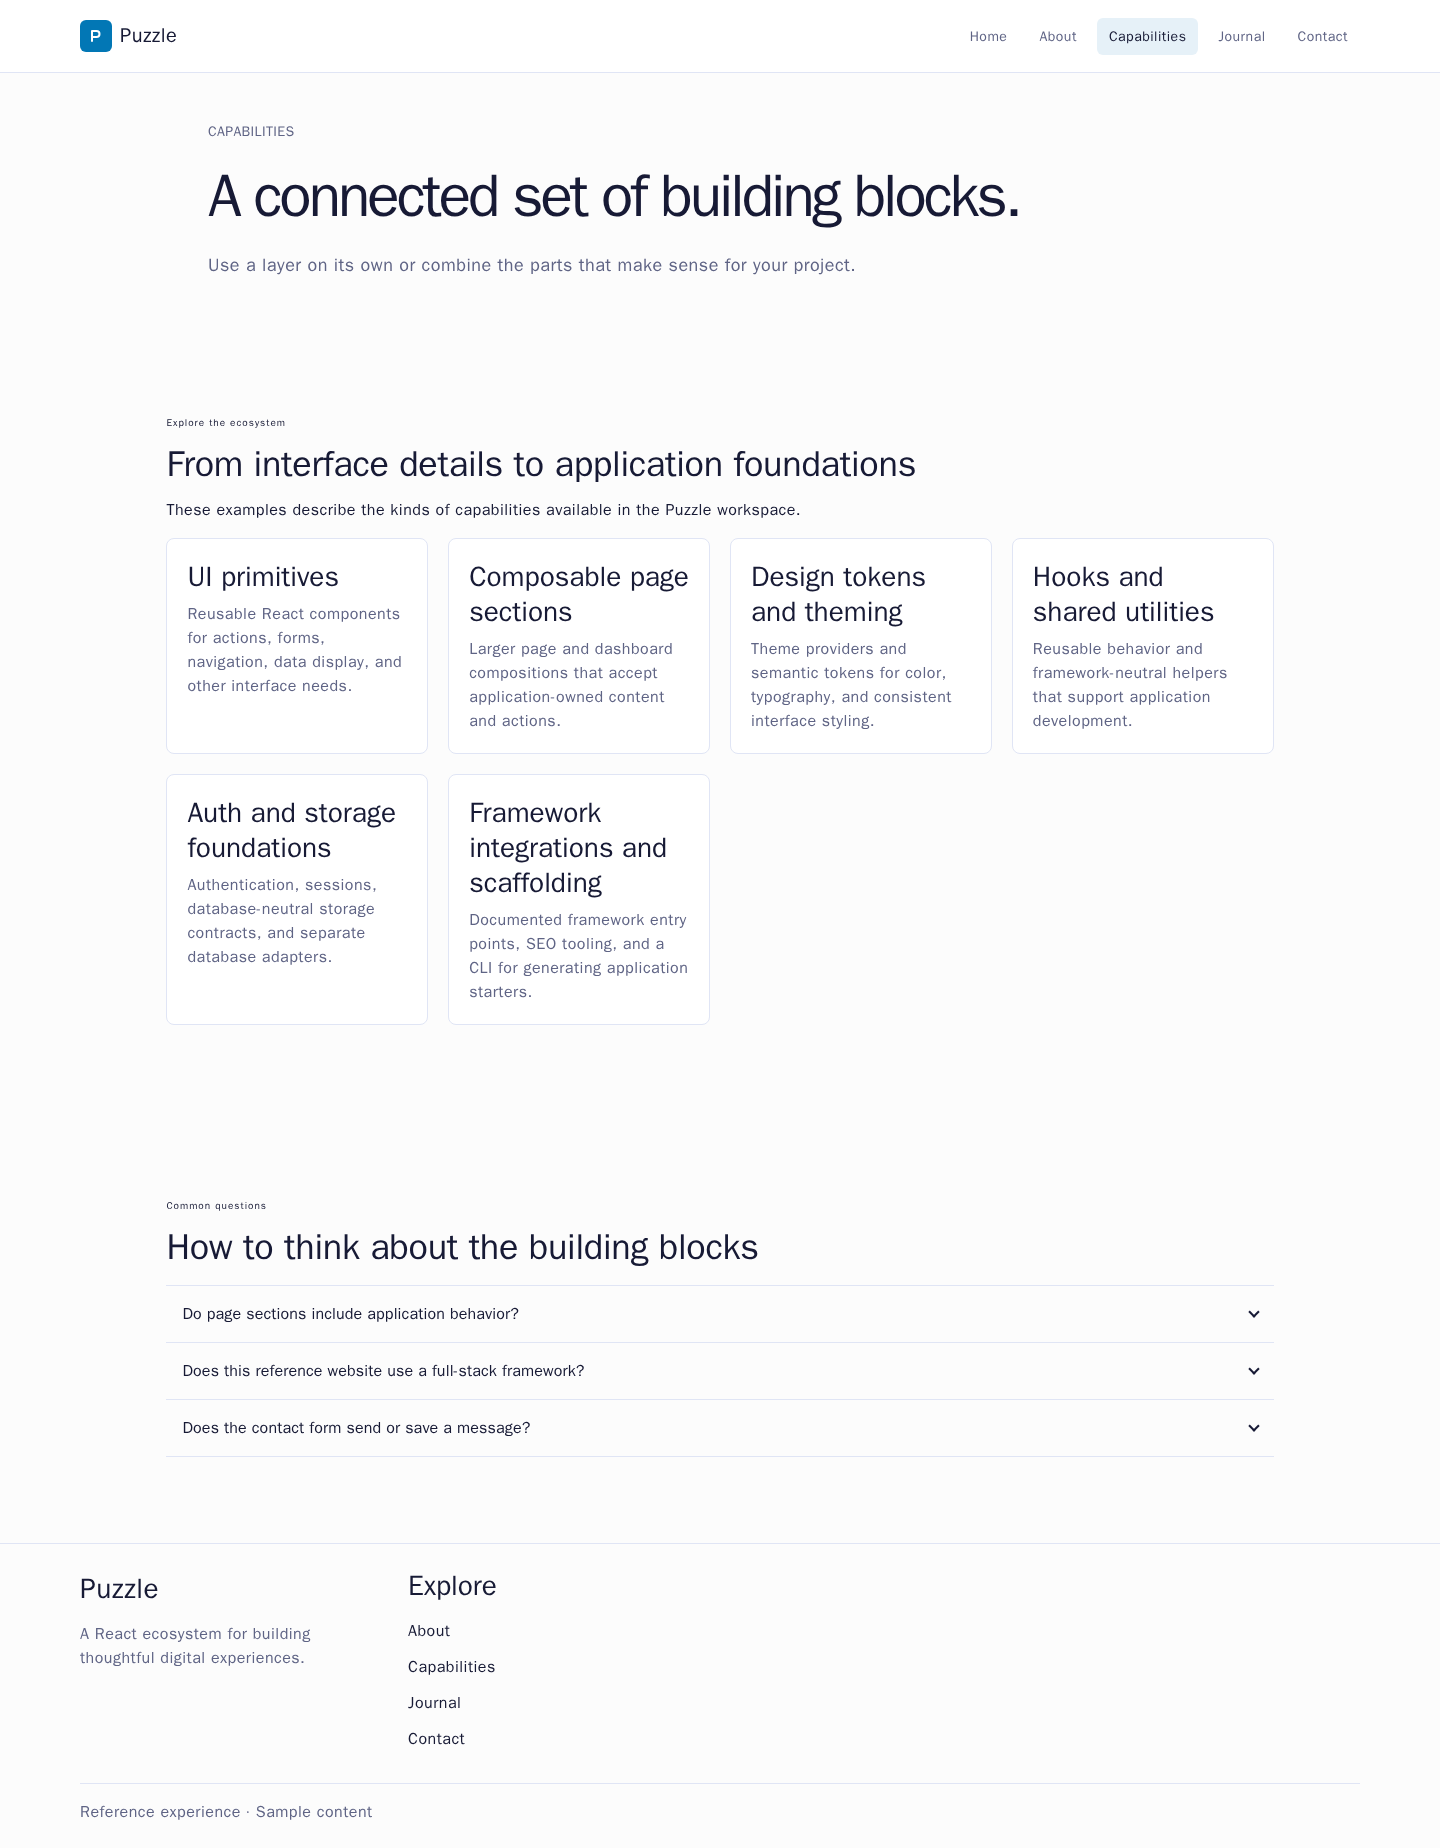 P Puzzle
Home About Capabilities Journal Contact
CAPABILITIES
A connected set of building blocks.
Use a layer on its own or combine the parts that make sense for your project.
Explore the ecosystem
From interface details to application foundations
These examples describe the kinds of capabilities available in the Puzzle workspace.
UI primitives
Reusable React components
for actions, forms,
navigation, data display, and
other interface needs.
Composable page
sections
Larger page and dashboard
compositions that accept
application-owned content
and actions.
Design tokens
and theming
Theme providers and
semantic tokens for color,
typography, and consistent
interface styling.
Hooks and
shared utilities
Reusable behavior and
framework-neutral helpers
that support application
development.
Auth and storage
foundations
Authentication, sessions,
database-neutral storage
contracts, and separate
database adapters.
Framework
integrations and
scaffolding
Documented framework entry
points, SEO tooling, and a
CLI for generating application
starters.
Common questions
How to think about the building blocks
Do page sections include application behavior?
Does this reference website use a full-stack framework?
Does the contact form send or save a message?
Puzzle
A React ecosystem for building
thoughtful digital experiences.
Explore
About
Capabilities
Journal
Contact
Reference experience · Sample content